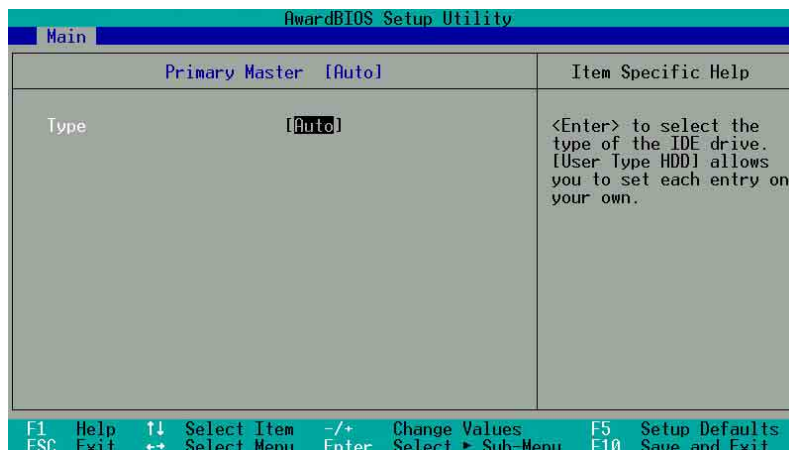 AwardBIOS Setup Utility
Main
Primary Master [Auto]
Item Specific Help
Type [Auto]
<Enter> to select the
type of the IDE drive.
[User Type HDD] allows
you to set each entry on
your own.
F1 Help ↑↓ Select Item -/+ Change Values F5 Setup Defaults
ESC Exit ←→ Select Menu Enter Select ► Sub-Menu F10 Save and Exit